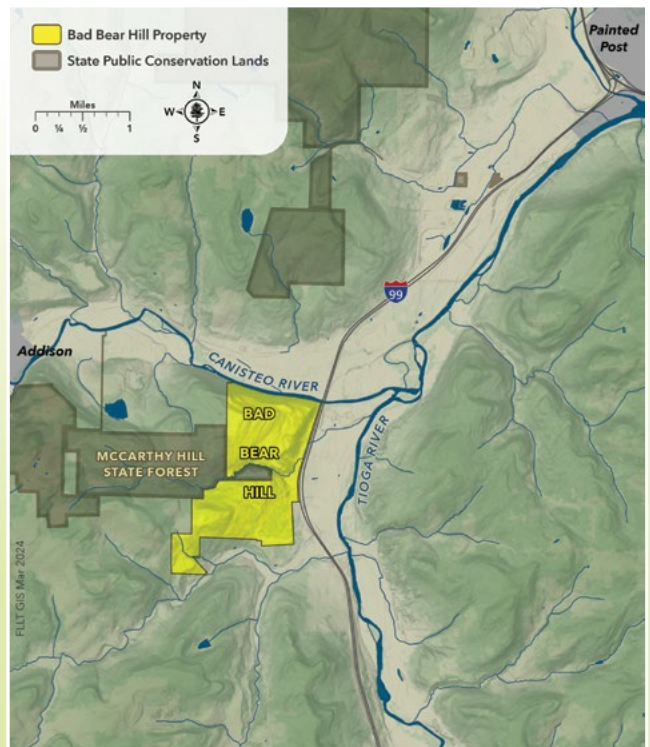 Bad Bear Hill Property
State Public Conservation Lands
Miles
0 ¼ ½ 1
N
W E
S
Painted
Post
99
Addison
CANISTEO RIVER
BAD
BEAR
HILL
MCCARTHY HILL
STATE FOREST
TIOGA RIVER
FLLT GIS Mar 2024